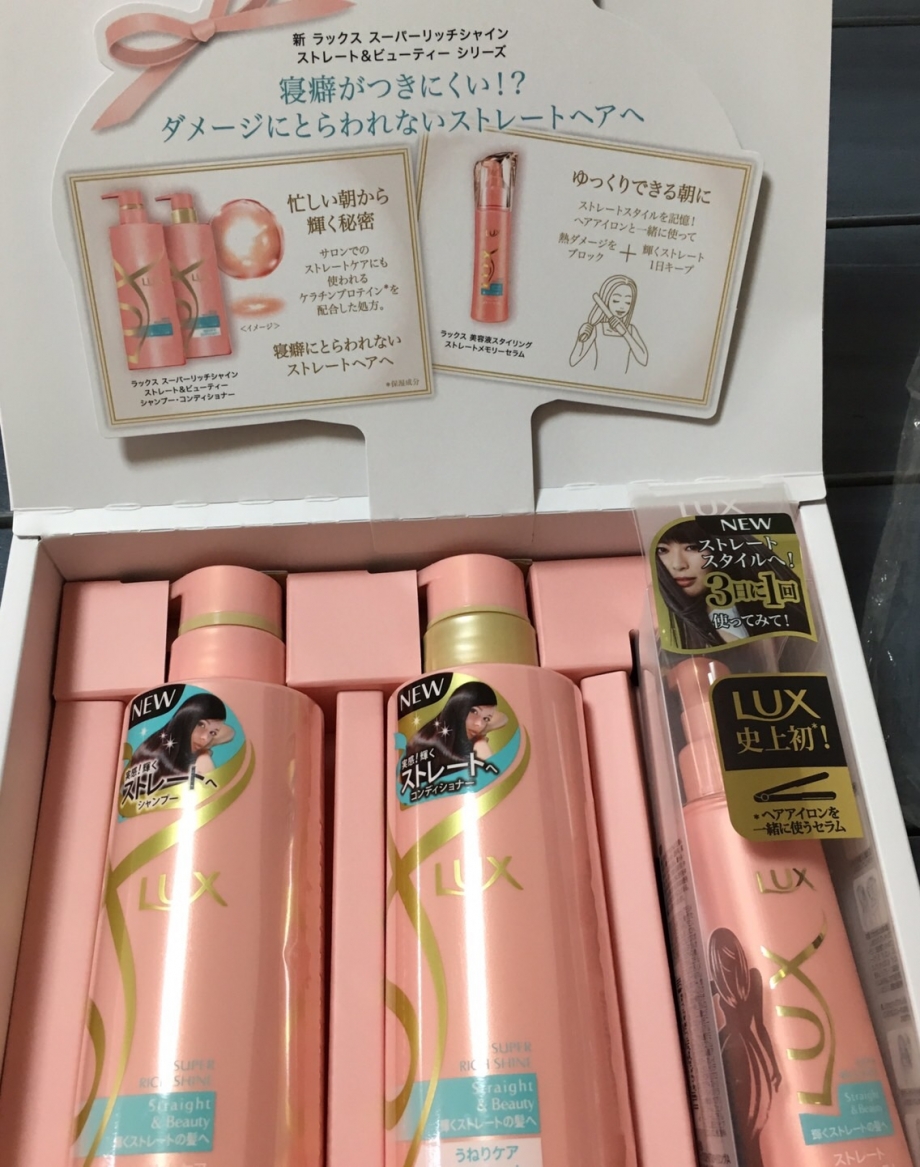 新 ラックス スーパーリッチシャイン
ストレート&ビューティー シリーズ
寝癖がつきにくい!?
ダメージにとらわれないストレートヘアへ
忙しい朝から
輝く秘密
サロンでの
ストレートケアにも
使われる
ケラチンプロテイン*を
配合した処方。
<イメージ>
寝癖にとらわれない
ストレートヘアへ
*保湿成分
ラックス スーパーリッチシャイン
ストレート&ビューティー
シャンプー・コンディショナー
ゆっくりできる朝に
ストレートスタイルを記憶!
ヘアアイロンと一緒に使って
熱ダメージを
ブロック
+
輝くストレート
1日キープ
ラックス 美容液スタイリング
ストレートメモリーセラム
LUX
NEW
ストレート
スタイルへ!
3日に1回
使ってみて!
LUX
史上初*!
*ヘアアイロンを
一緒に使うセラム
LUX
LUX
Straight
& Beauty
輝くストレートの髪へ
ストレート
NEW
実感!輝く
ストレートへ
シャンプー
LUX
SUPER
RICH SHINE
Straight
& Beauty
輝くストレートの髪へ
NEW
実感!輝く
ストレートへ
コンディショナー
LUX
SUPER
RICH SHINE
Straight
& Beauty
輝くストレートの髪へ
うねりケア